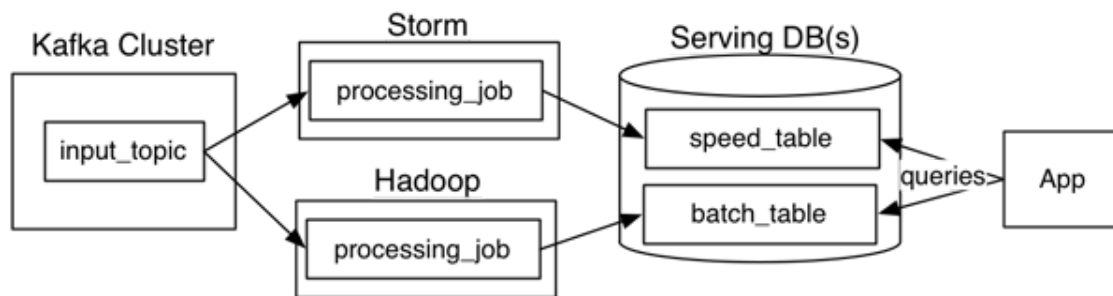 Kafka Cluster
input_topic
Storm
processing_job
Hadoop
processing_job
Serving DB(s)
speed_table
batch_table
queries
App